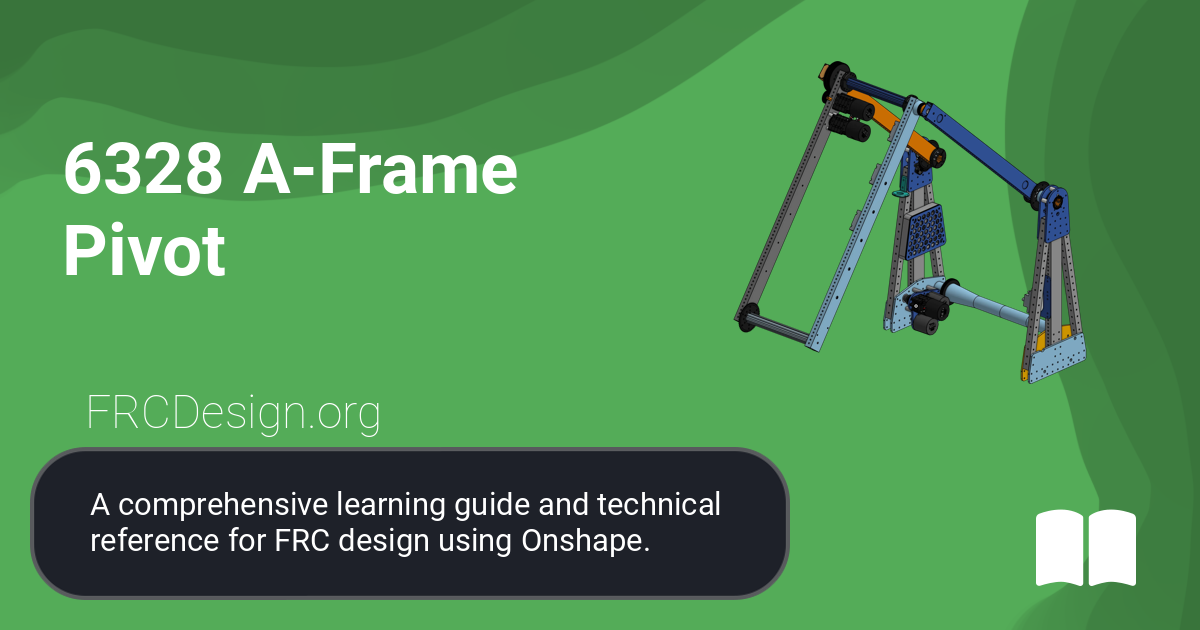 6328 A-Frame
Pivot
FRCDesign.org
A comprehensive learning guide and technical
reference for FRC design using Onshape.